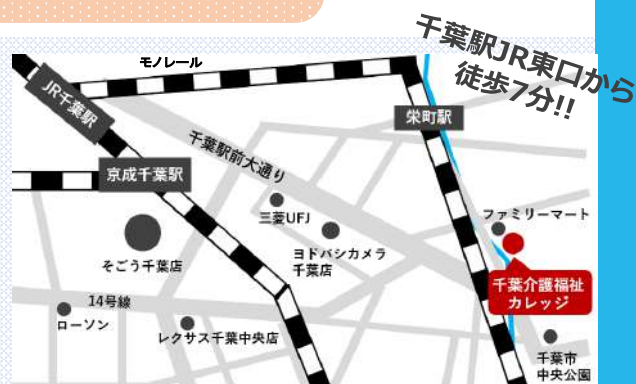 千葉駅JR東口から
徒歩7分!!
モノレール
JR千葉駅
栄町駅
千葉駅前大通り
京成千葉駅
三菱UFJ
ファミリーマート
ヨドバシカメラ
千葉店
そごう千葉店
千葉介護福祉
カレッジ
14号線
ローソン
レクサス千葉中央店
千葉市
中央公園